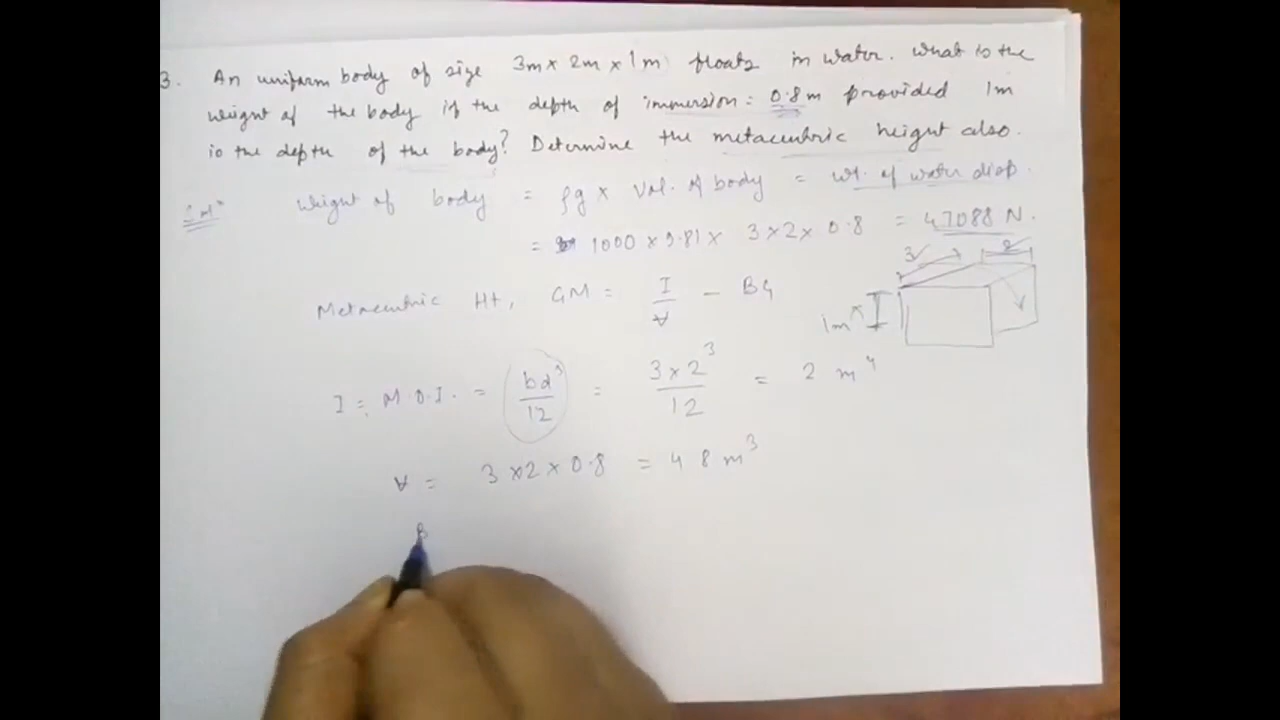 3. An uniform body of size 3m × 2m × 1m floats in water. What is the
weight of the body if the depth of immersion = 0.8m provided 1m
is the depth of the body? Determine the metacentric height also.
Weight of body = ρg × Vol. of body = wt. of water disp.
= 1000 × 9.81 × 3×2×0.8 = 47088 N.
Metacentric Ht, GM = I/∀ - BG
3 2
1m
I = M.O.I. = bd³/12 = 3×2³/12 = 2 m⁴
∀ = 3×2×0.8 = 4.8 m³
B